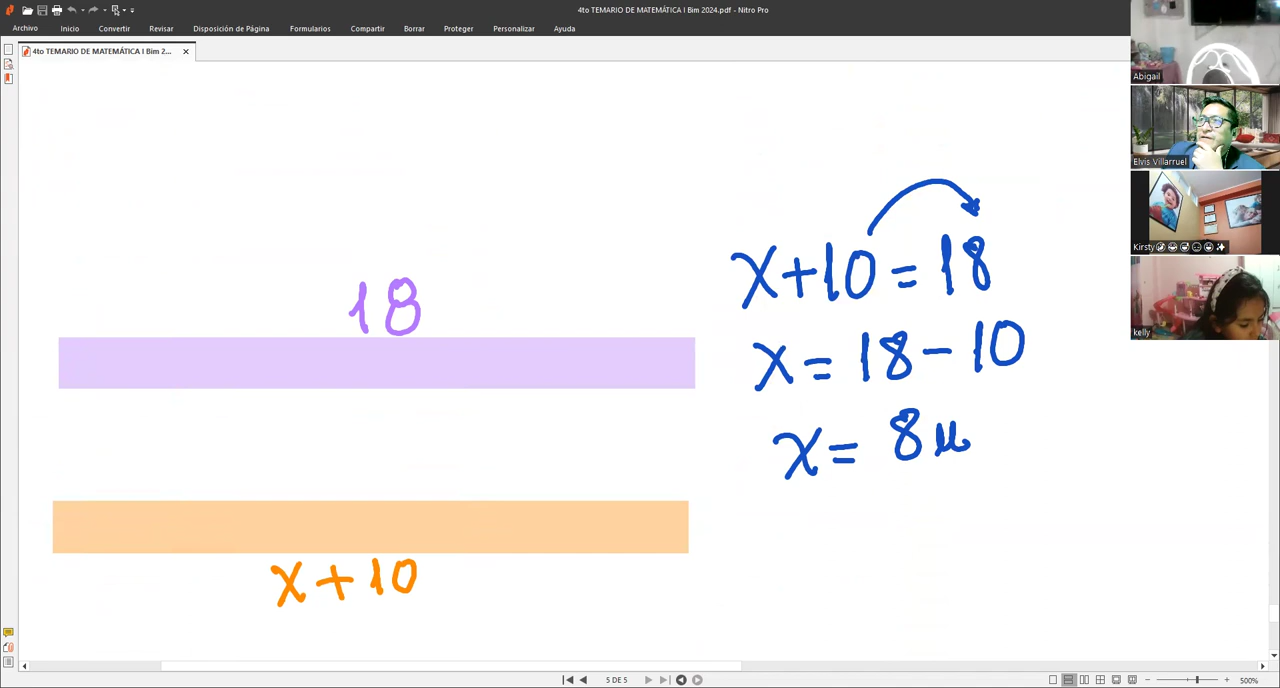 4to TEMARIO DE MATEMÁTICA I Bim 2024.pdf - Nitro Pro
Archivo Inicio Convertir Revisar Disposición de Página Formularios Compartir Borrar Proteger Personalizar Ayuda
4to TEMARIO DE MATEMÁTICA I Bim 2...
Abigail
Elvis Villarruel
Kirsty
kelly
18
x+10
x+10=18
x=18-10
x=8u
5 DE 5
500%